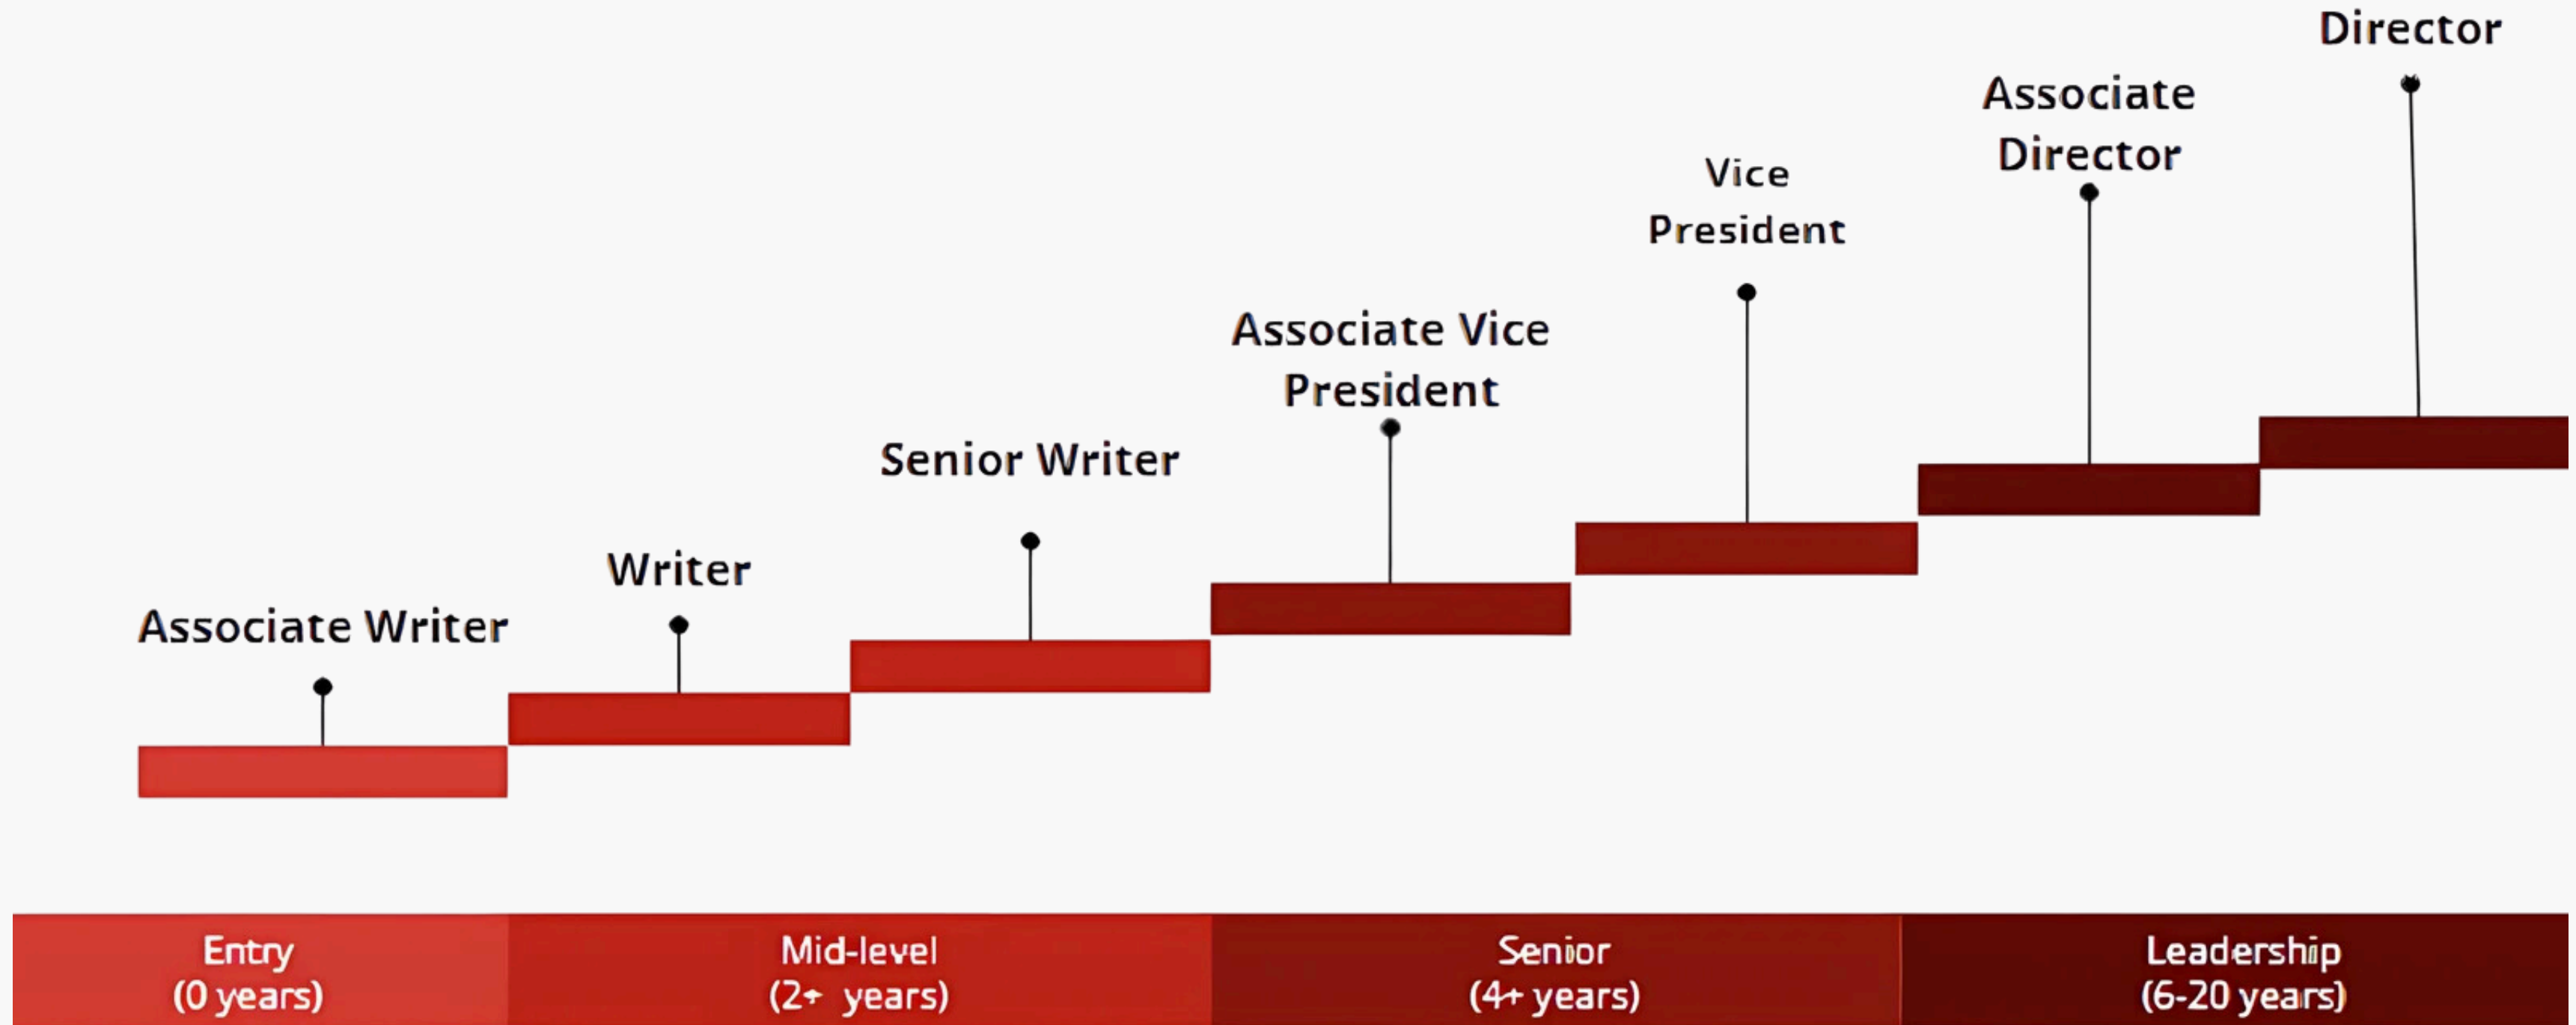 Director
Associate
Director
Vice
President
Associate Vice
President
Senior Writer
Writer
Associate Writer
Entry
(0 years)
Mid-level
(2+ years)
Senior
(4+ years)
Leadership
(6-20 years)